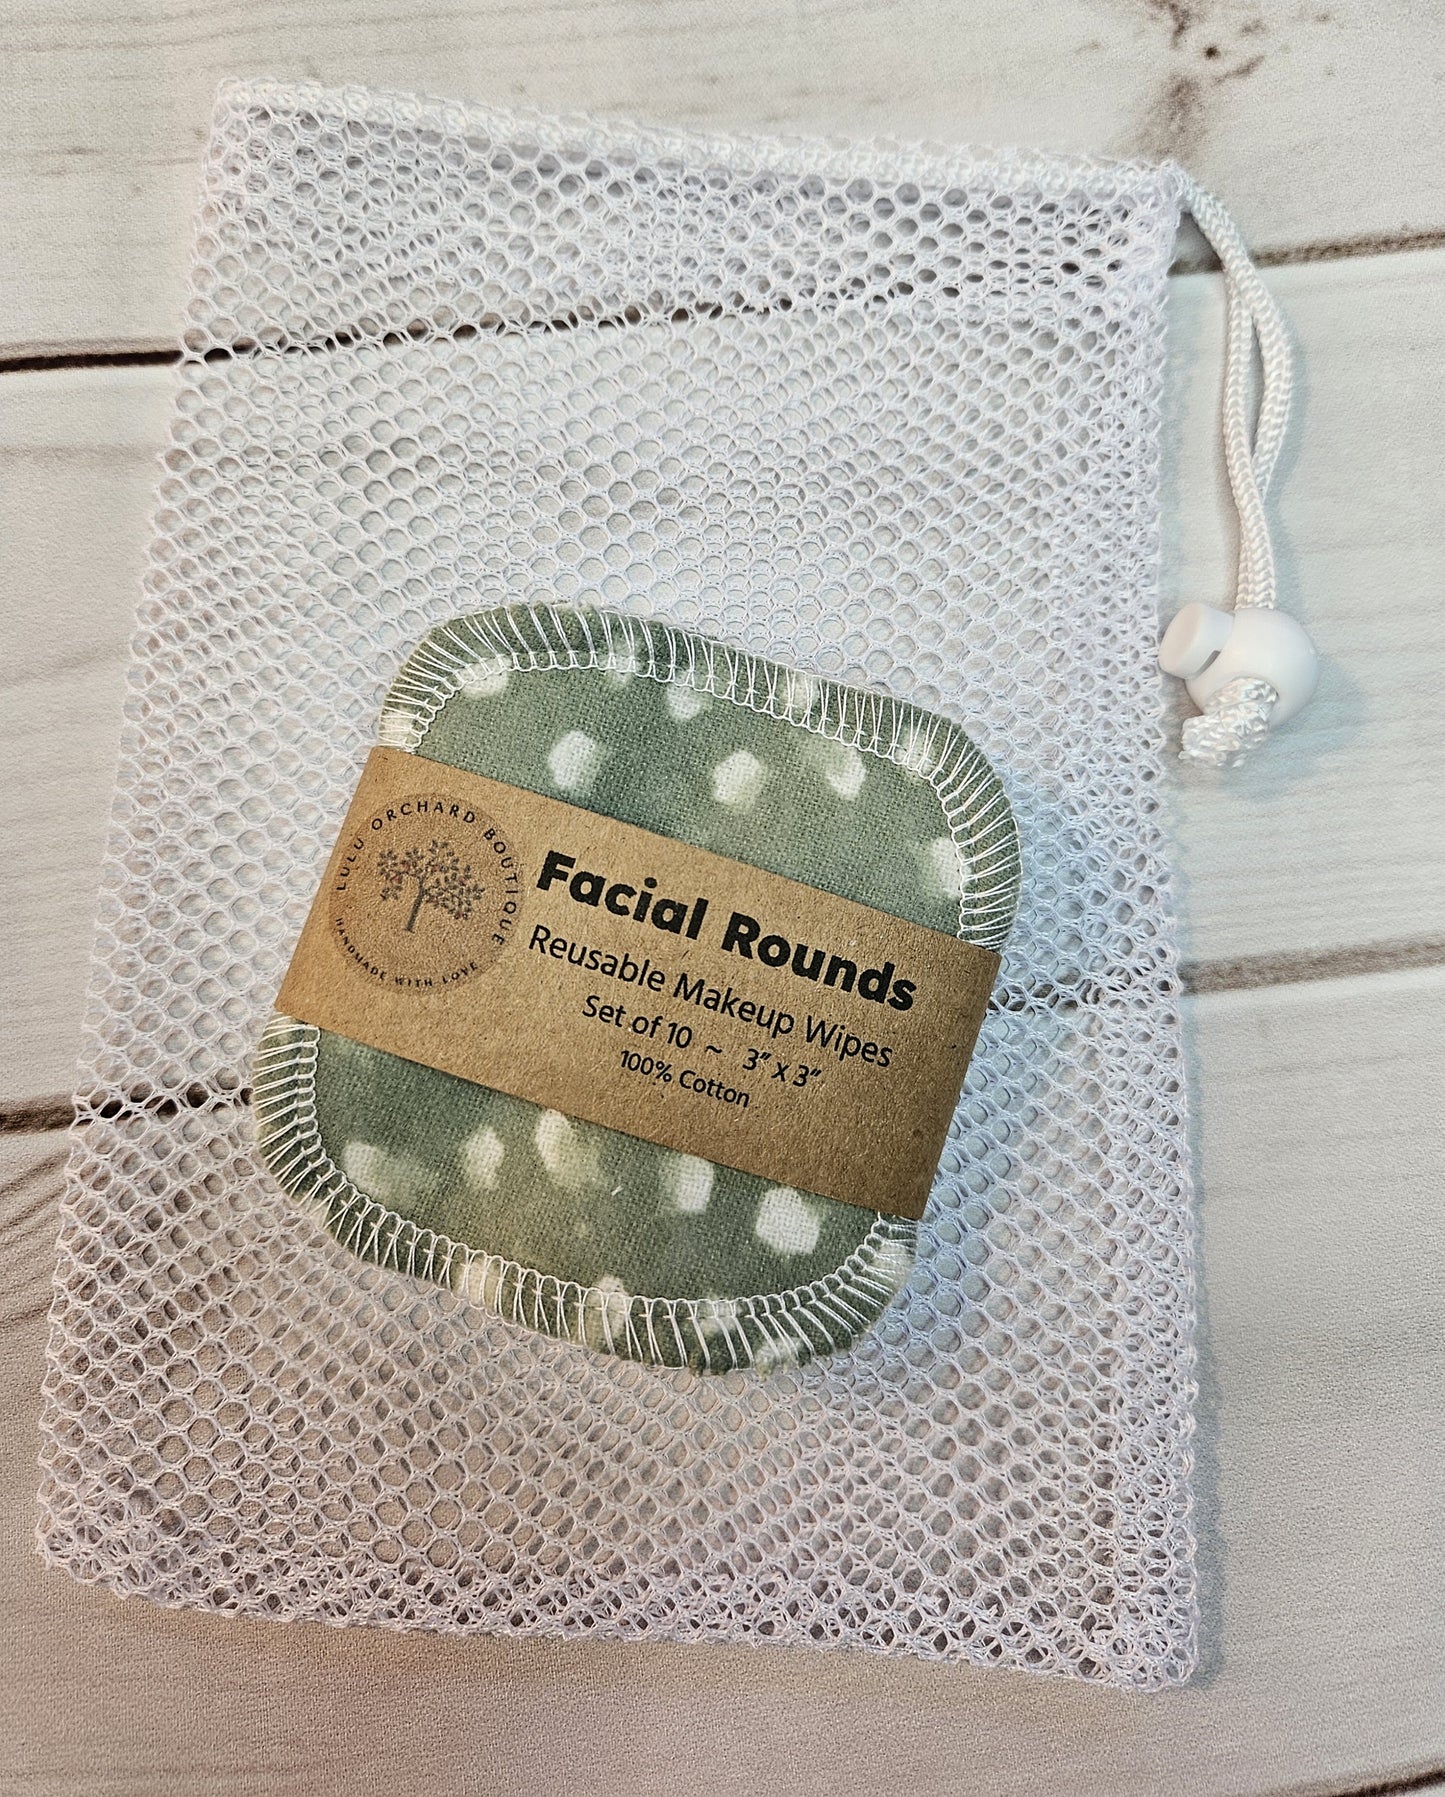 LULU ORCHARD BOUTIQUE
HANDMADE WITH LOVE
Facial Rounds
Reusable Makeup Wipes
Set of 10 ~ 3" x 3"
100% Cotton